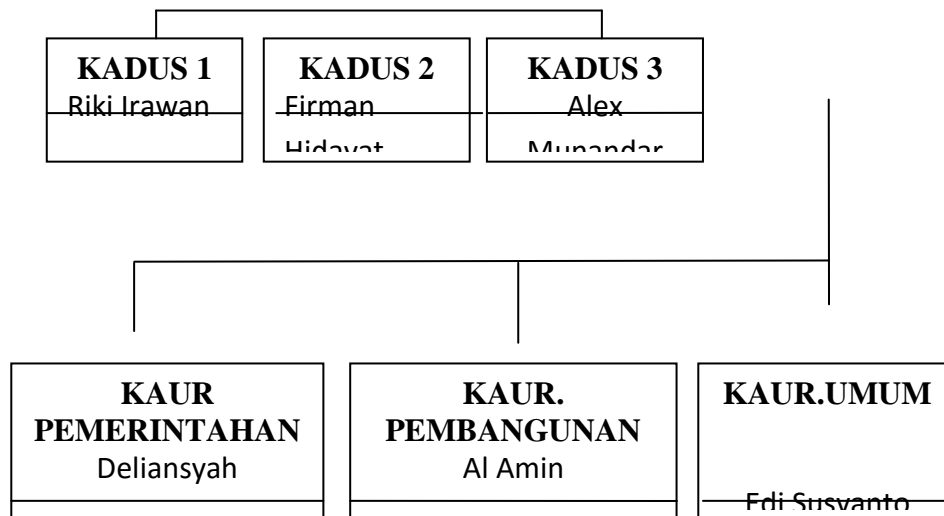 KADUS 1
Riki Irawan
KADUS 2
Firman
Hidayat
KADUS 3
Alex
Munandar
KAUR
PEMERINTAHAN
Deliansyah
KAUR.
PEMBANGUNAN
Al Amin
KAUR.UMUM
Edi Susyanto